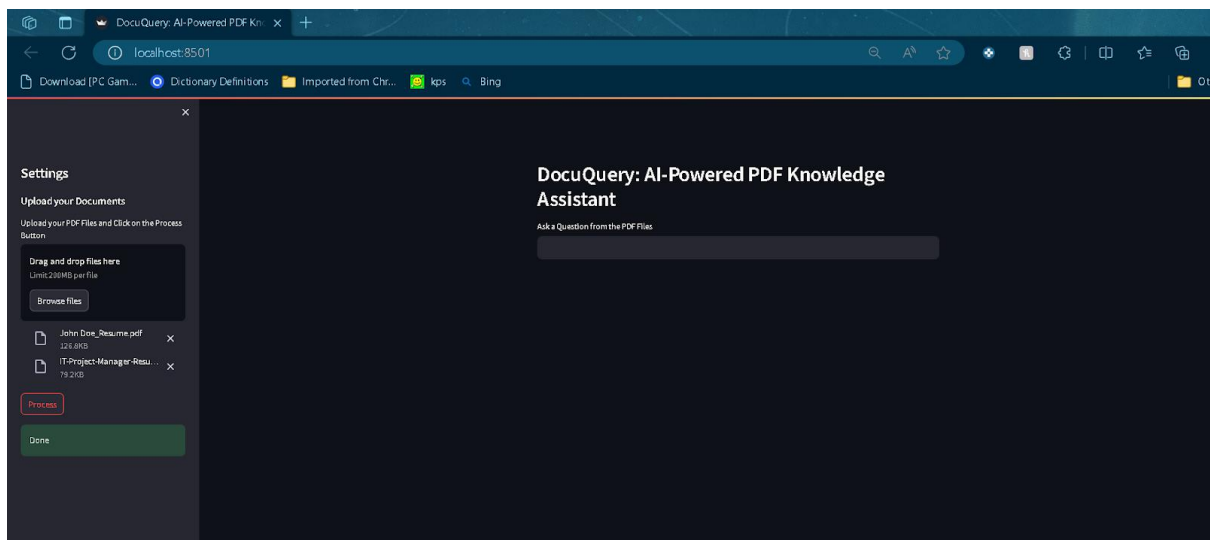 DocuQuery: AI-Powered PDF Kn
localhost:8501
Download [PC Gam... Dictionary Definitions Imported from Chr... kps Bing
Settings
Upload your Documents
Upload your PDF Files and Click on the Process
Button
Drag and drop files here
Limit 200MB per file
Browse files
John Doe_Resume.pdf
126.8KB
IT-Project-Manager-Resu...
79.2KB
Process
Done
DocuQuery: AI-Powered PDF Knowledge
Assistant
Ask a Question from the PDF Files